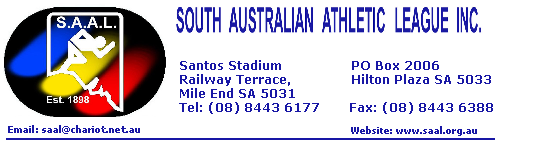 S.A.A.L.
Est. 1898
SOUTH AUSTRALIAN ATHLETIC LEAGUE INC.
Santos Stadium
Railway Terrace,
Mile End SA 5031
Tel: (08) 8443 6177
PO Box 2006
Hilton Plaza SA 5033
Fax: (08) 8443 6388
Email: saal@chariot.net.au
Website: www.saal.org.au